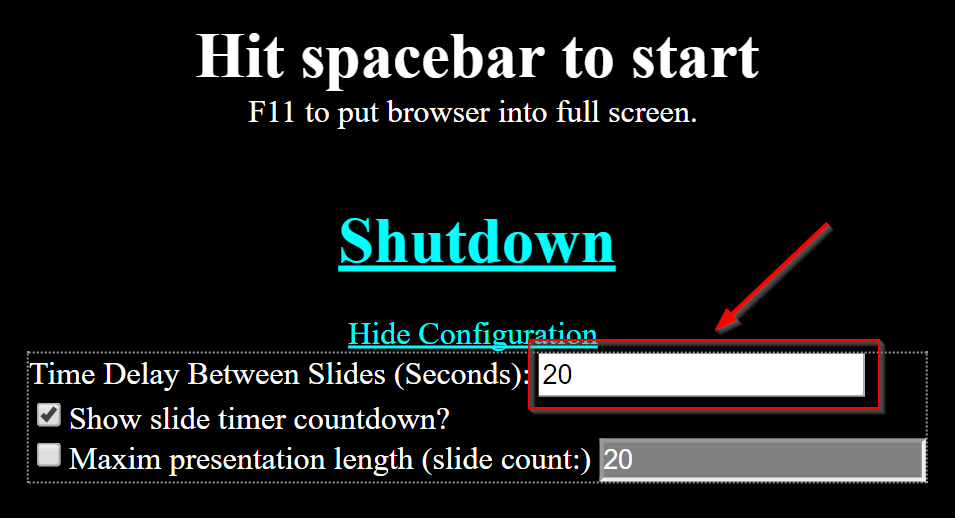 Hit spacebar to start
F11 to put browser into full screen.
Shutdown
Hide Configuration
Time Delay Between Slides (Seconds): 20
Show slide timer countdown?
Maxim presentation length (slide count:) 20